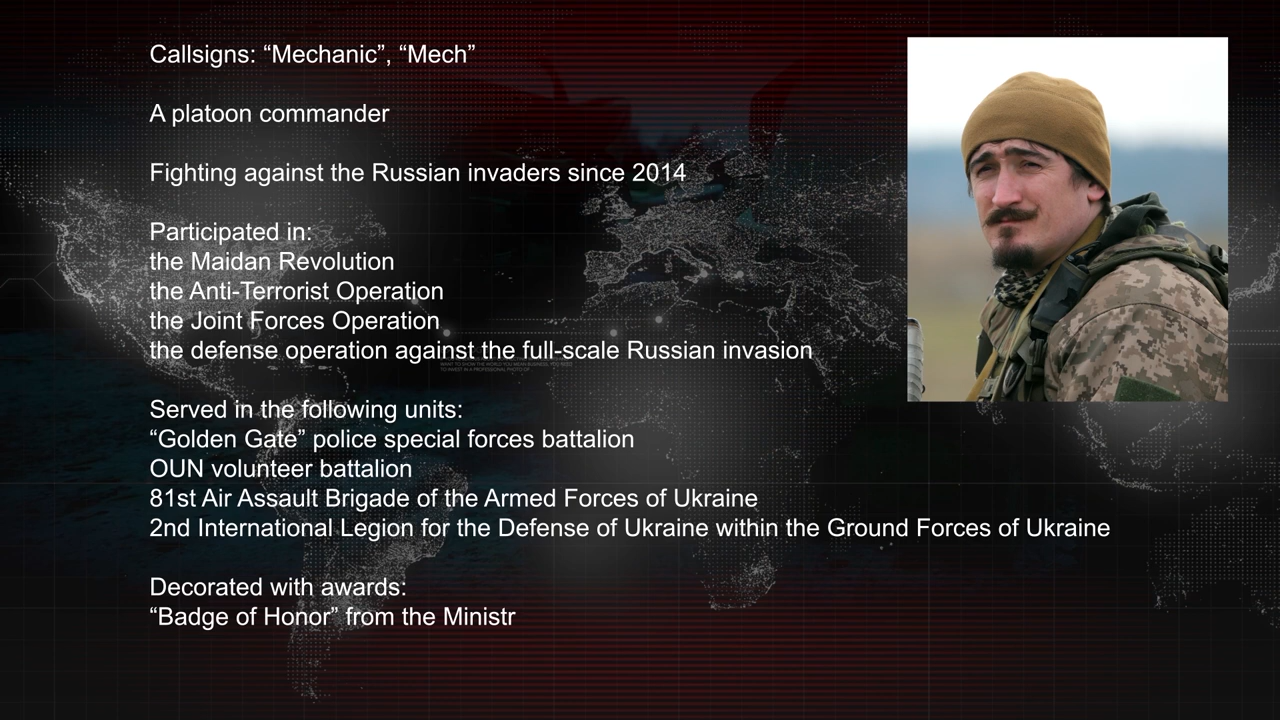 Callsigns: “Mechanic”, “Mech”
A platoon commander
Fighting against the Russian invaders since 2014
Participated in:
the Maidan Revolution
the Anti-Terrorist Operation
the Joint Forces Operation
the defense operation against the full-scale Russian invasion
Served in the following units:
“Golden Gate” police special forces battalion
OUN volunteer battalion
81st Air Assault Brigade of the Armed Forces of Ukraine
2nd International Legion for the Defense of Ukraine within the Ground Forces of Ukraine
Decorated with awards:
“Badge of Honor” from the Ministr